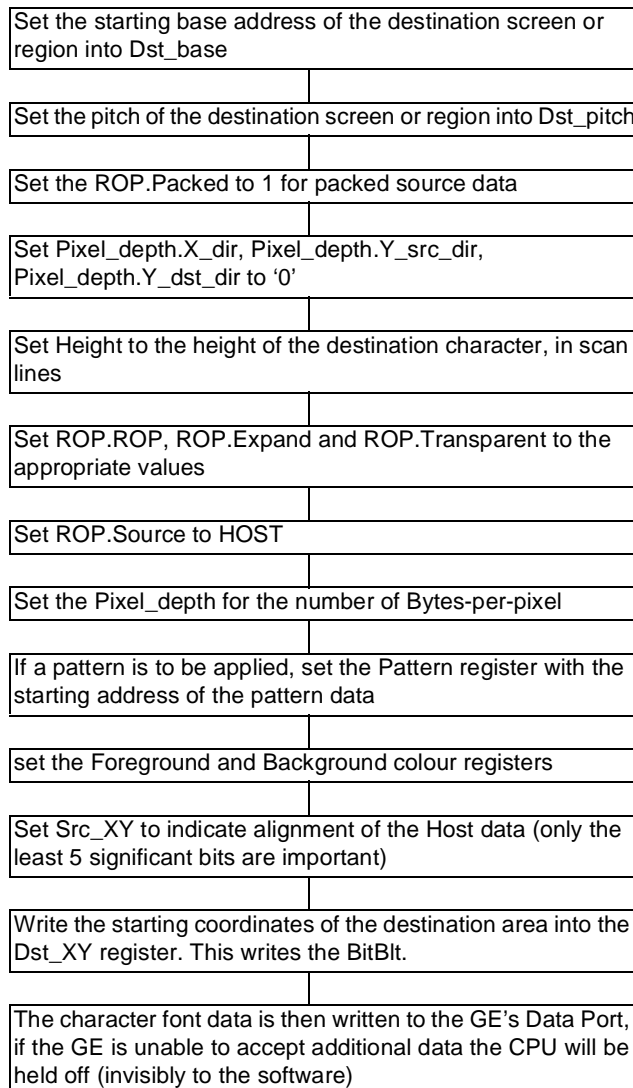 Set the starting base address of the destination screen or
region into Dst_base
Set the pitch of the destination screen or region into Dst_pitch
Set the ROP.Packed to 1 for packed source data
Set Pixel_depth.X_dir, Pixel_depth.Y_src_dir,
Pixel_depth.Y_dst_dir to ‘0’
Set Height to the height of the destination character, in scan
lines
Set ROP.ROP, ROP.Expand and ROP.Transparent to the
appropriate values
Set ROP.Source to HOST
Set the Pixel_depth for the number of Bytes-per-pixel
If a pattern is to be applied, set the Pattern register with the
starting address of the pattern data
set the Foreground and Background colour registers
Set Src_XY to indicate alignment of the Host data (only the
least 5 significant bits are important)
Write the starting coordinates of the destination area into the
Dst_XY register. This writes the BitBlt.
The character font data is then written to the GE’s Data Port,
if the GE is unable to accept additional data the CPU will be
held off (invisibly to the software)